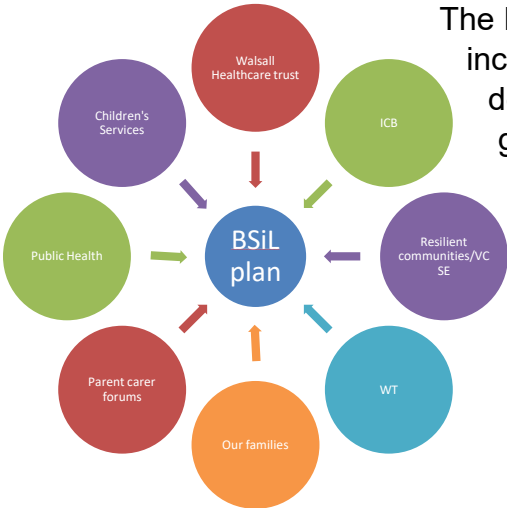 The
inc
d
g
Walsall
Healthcare trust
Children's
Services
ICB
Public Health
BSiL
plan
Resilient
communities/VC
SE
Parent carer
forums
WT
Our families